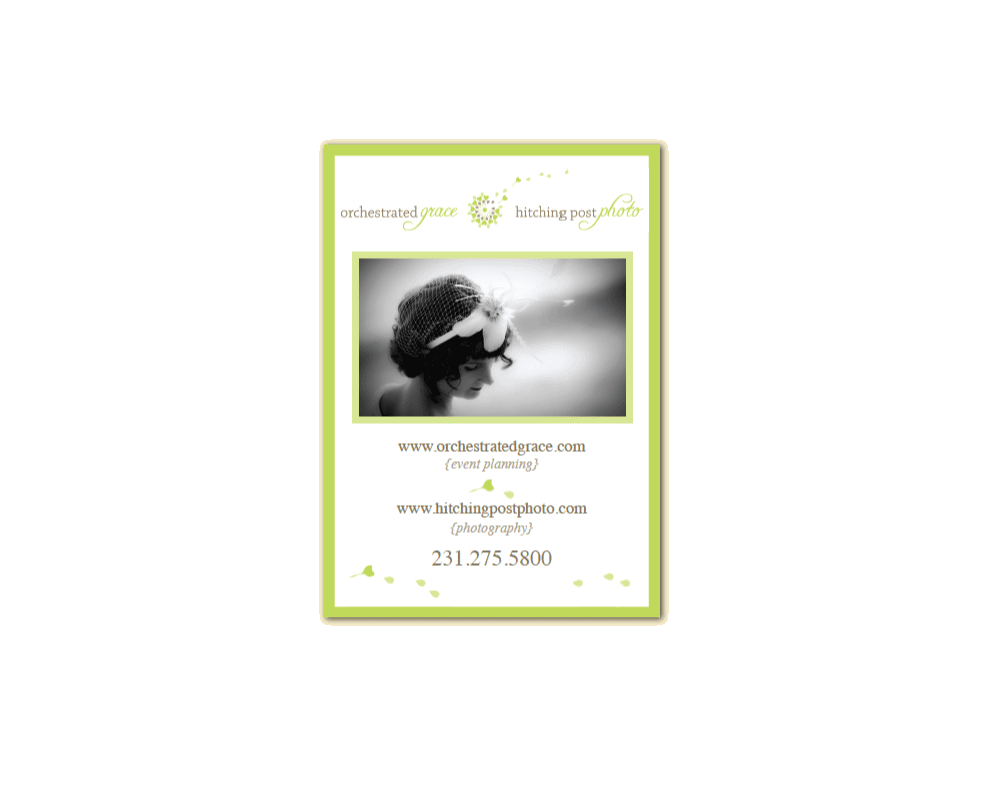 orchestrated grace hitching post photo
www.orchestratedgrace.com
{event planning}
www.hitchingpostphoto.com
{photography}
231.275.5800